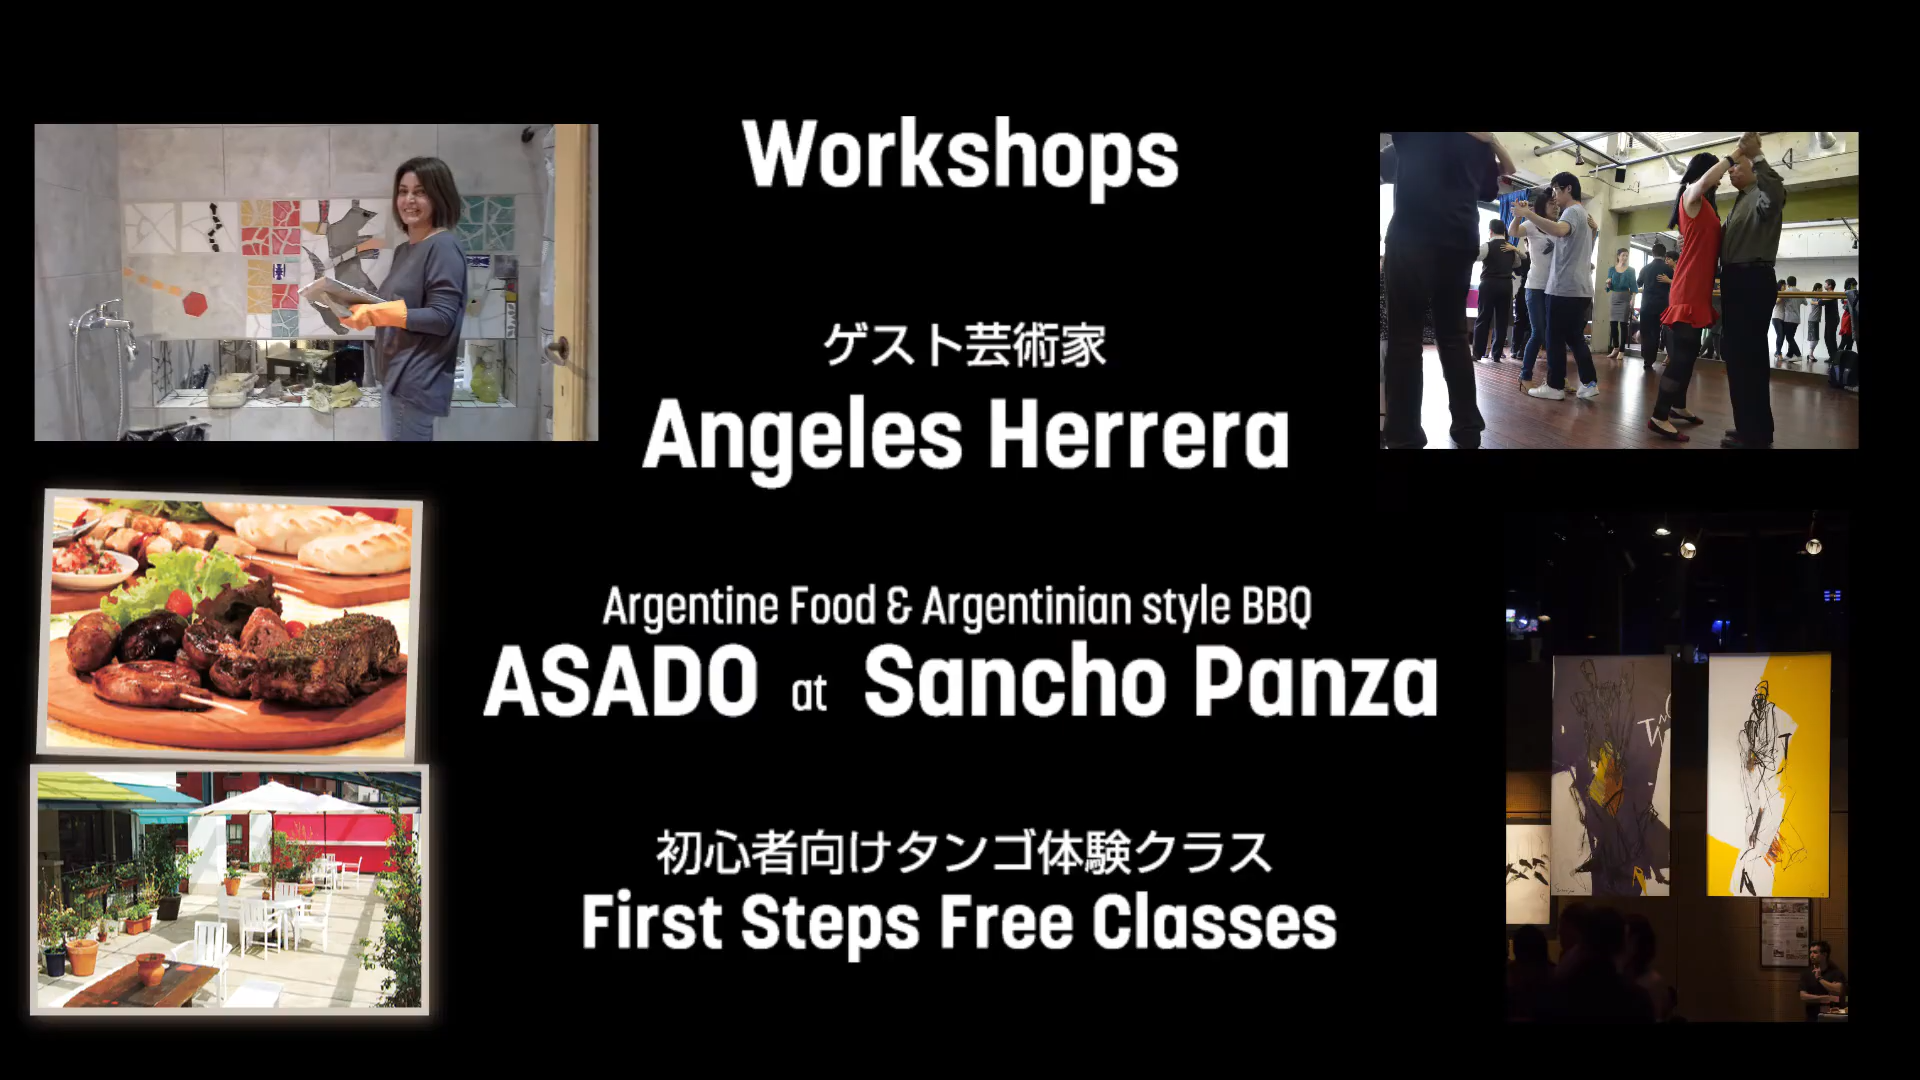 Workshops
ゲスト芸術家
Angeles Herrera
Argentine Food & Argentinian style BBQ
ASADO at Sancho Panza
初心者向けタンゴ体験クラス
First Steps Free Classes